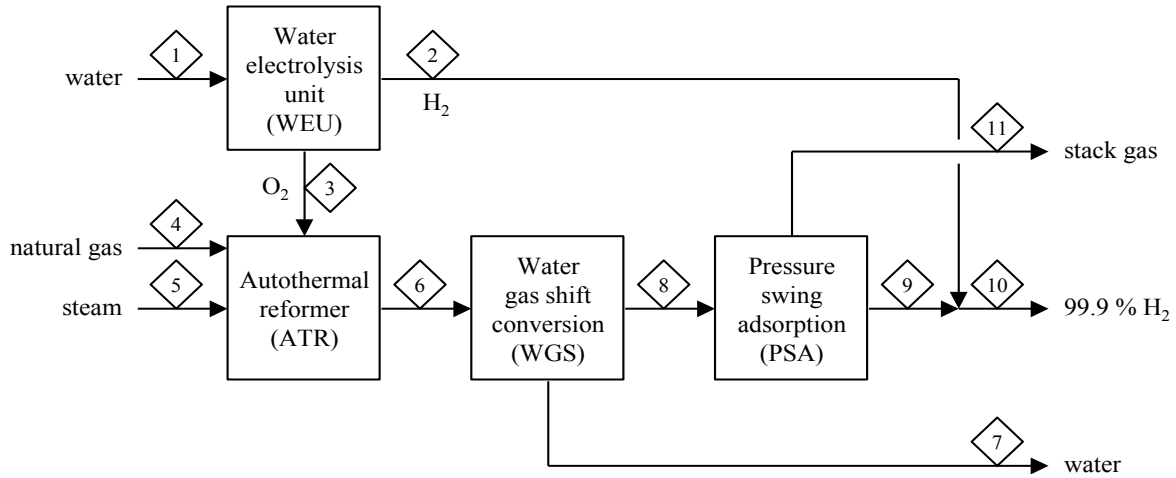 1
water
Water
electrolysis
unit
(WEU)
2
H₂
11
stack gas
O₂
3
4
natural gas
5
steam
Autothermal
reformer
(ATR)
6
Water
gas shift
conversion
(WGS)
8
Pressure
swing
adsorption
(PSA)
9
10
99.9 % H₂
7
water